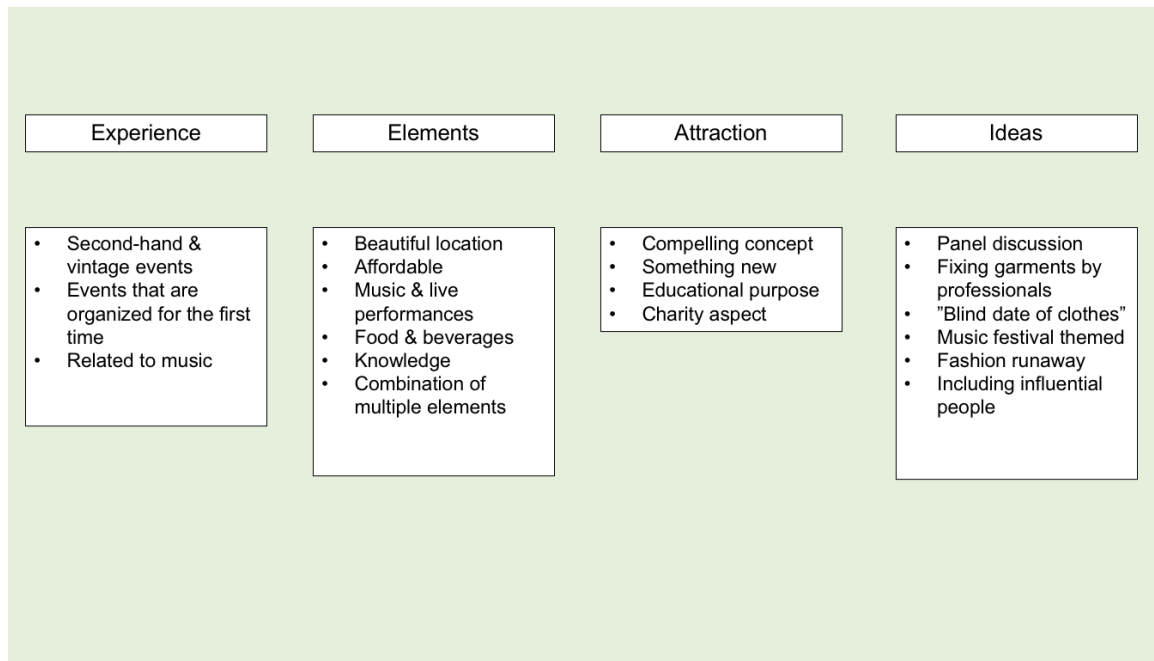 Experience
Elements
Attraction
Ideas
• Second-hand &
vintage events
• Events that are
organized for the first
time
• Related to music
• Beautiful location
• Affordable
• Music & live
performances
• Food & beverages
• Knowledge
• Combination of
multiple elements
• Compelling concept
• Something new
• Educational purpose
• Charity aspect
• Panel discussion
• Fixing garments by
professionals
• ”Blind date of clothes”
• Music festival themed
• Fashion runaway
• Including influential
people